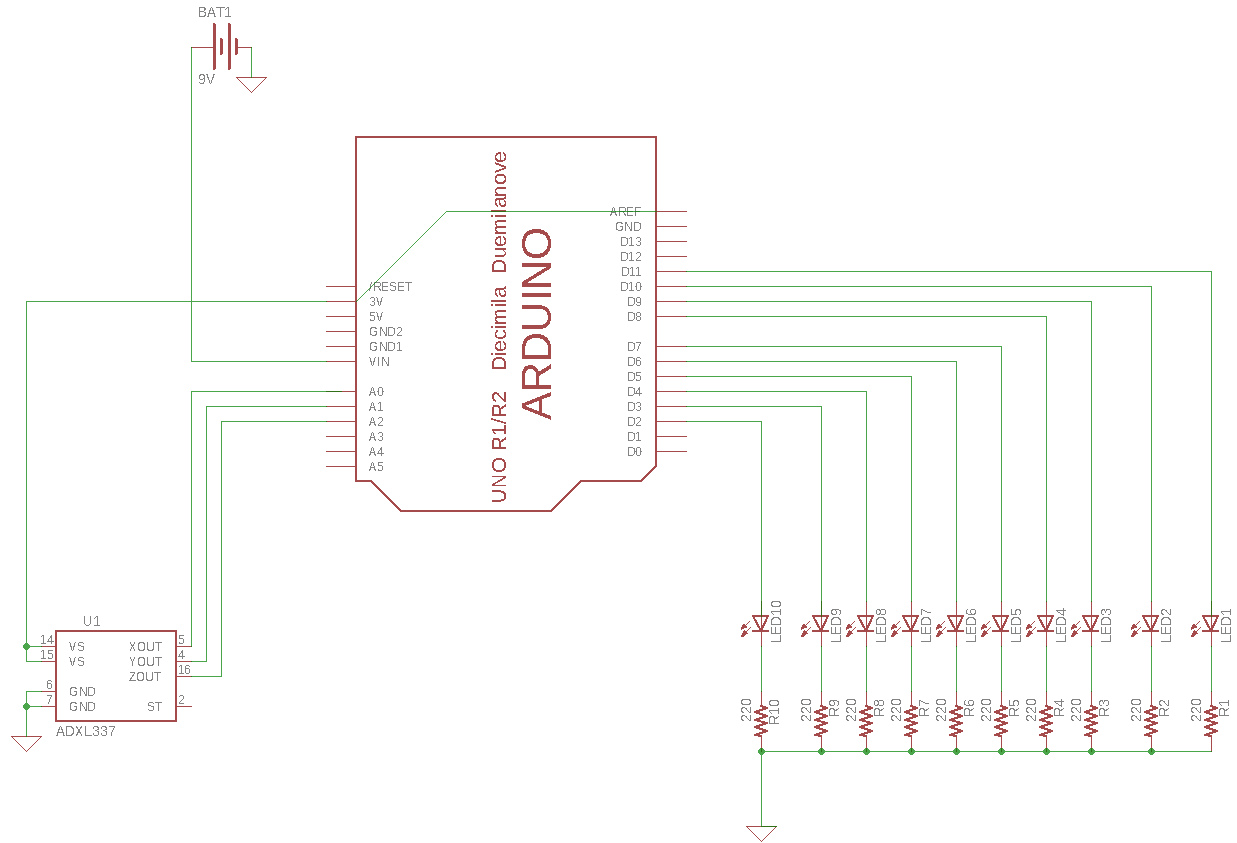 BAT1
9V
UNO R1/R2 Diecimila Duemilanove
ARDUINO
/RESET
3V
5V
GND2
GND1
VIN
A0
A1
A2
A3
A4
A5
AREF
GND
D13
D12
D11
D10
D9
D8
D7
D6
D5
D4
D3
D2
D1
D0
U1
14 VS XOUT 5
15 VS YOUT 4
ZOUT 16
6 GND
7 GND ST 2
ADXL337
LED10
LED9
LED8
LED7
LED6
LED5
LED4
LED3
LED2
LED1
220 R10
220 R9
220 R8
220 R7
220 R6
220 R5
220 R4
220 R3
220 R2
220 R1